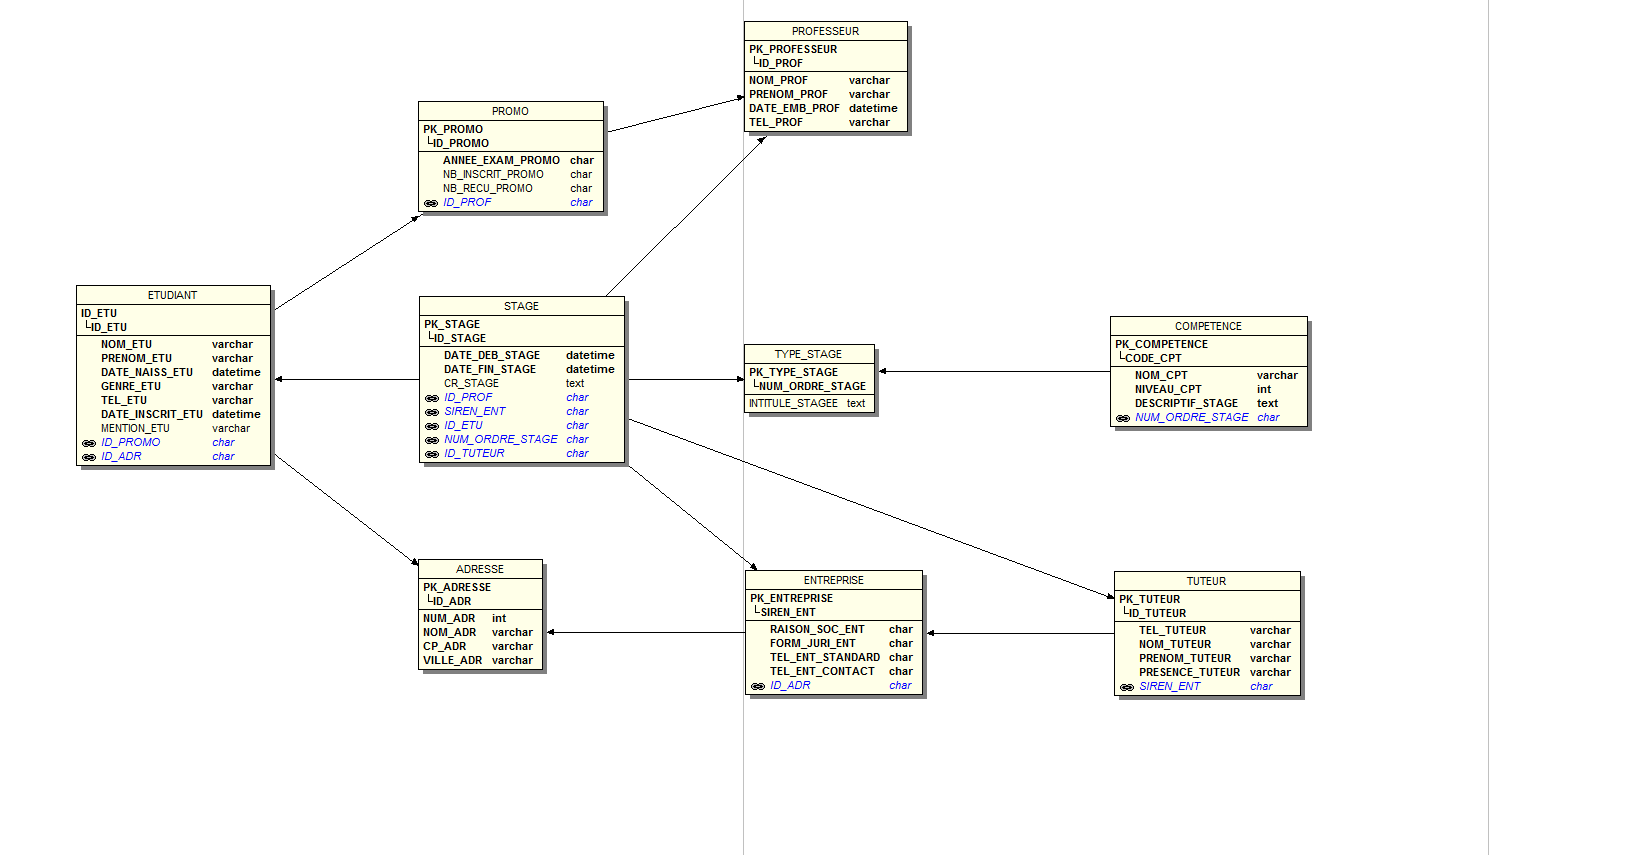 PROFESSEUR
PK_PROFESSEUR
ID_PROF
NOM_PROF varchar
PRENOM_PROF varchar
DATE_EMB_PROF datetime
TEL_PROF varchar
PROMO
PK_PROMO
ID_PROMO
ANNEE_EXAM_PROMO char
NB_INSCRIT_PROMO char
NB_RECU_PROMO char
ID_PROF char
ETUDIANT
ID_ETU
ID_ETU
NOM_ETU varchar
PRENOM_ETU varchar
DATE_NAISS_ETU datetime
GENRE_ETU varchar
TEL_ETU varchar
DATE_INSCRIT_ETU datetime
MENTION_ETU varchar
ID_PROMO char
ID_ADR char
STAGE
PK_STAGE
ID_STAGE
DATE_DEB_STAGE datetime
DATE_FIN_STAGE datetime
CR_STAGE text
ID_PROF char
SIREN_ENT char
ID_ETU char
NUM_ORDRE_STAGE char
ID_TUTEUR char
TYPE_STAGE
PK_TYPE_STAGE
NUM_ORDRE_STAGE
INTITULE_STAGEE text
COMPETENCE
PK_COMPETENCE
CODE_CPT
NOM_CPT varchar
NIVEAU_CPT int
DESCRIPTIF_STAGE text
NUM_ORDRE_STAGE char
ADRESSE
PK_ADRESSE
ID_ADR
NUM_ADR int
NOM_ADR varchar
CP_ADR varchar
VILLE_ADR varchar
ENTREPRISE
PK_ENTREPRISE
SIREN_ENT
RAISON_SOC_ENT char
FORM_JURI_ENT char
TEL_ENT_STANDARD char
TEL_ENT_CONTACT char
ID_ADR char
TUTEUR
PK_TUTEUR
ID_TUTEUR
TEL_TUTEUR varchar
NOM_TUTEUR varchar
PRENOM_TUTEUR varchar
PRESENCE_TUTEUR varchar
SIREN_ENT char